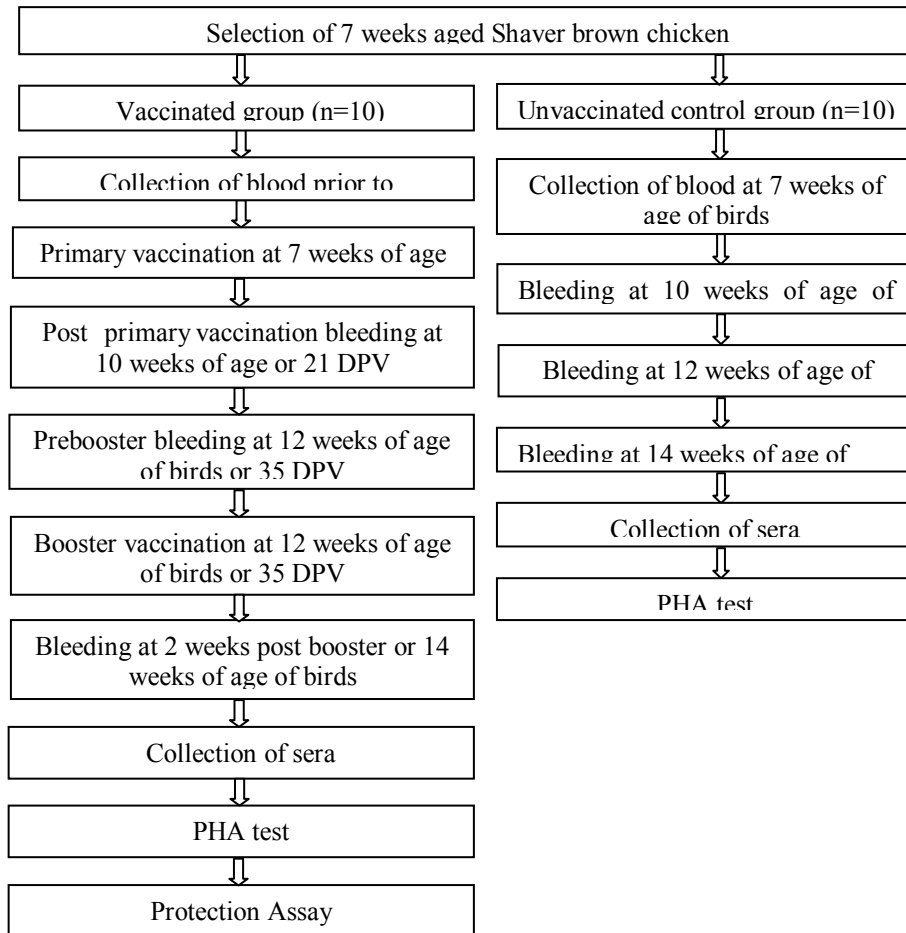 Selection of 7 weeks aged Shaver brown chicken
Vaccinated group (n=10)
Collection of blood prior to
Primary vaccination at 7 weeks of age
Post primary vaccination bleeding at
10 weeks of age or 21 DPV
Prebooster bleeding at 12 weeks of age
of birds or 35 DPV
Booster vaccination at 12 weeks of age
of birds or 35 DPV
Bleeding at 2 weeks post booster or 14
weeks of age of birds
Collection of sera
PHA test
Protection Assay
Unvaccinated control group (n=10)
Collection of blood at 7 weeks of
age of birds
Bleeding at 10 weeks of age of
Bleeding at 12 weeks of age of
Bleeding at 14 weeks of age of
Collection of sera
PHA test